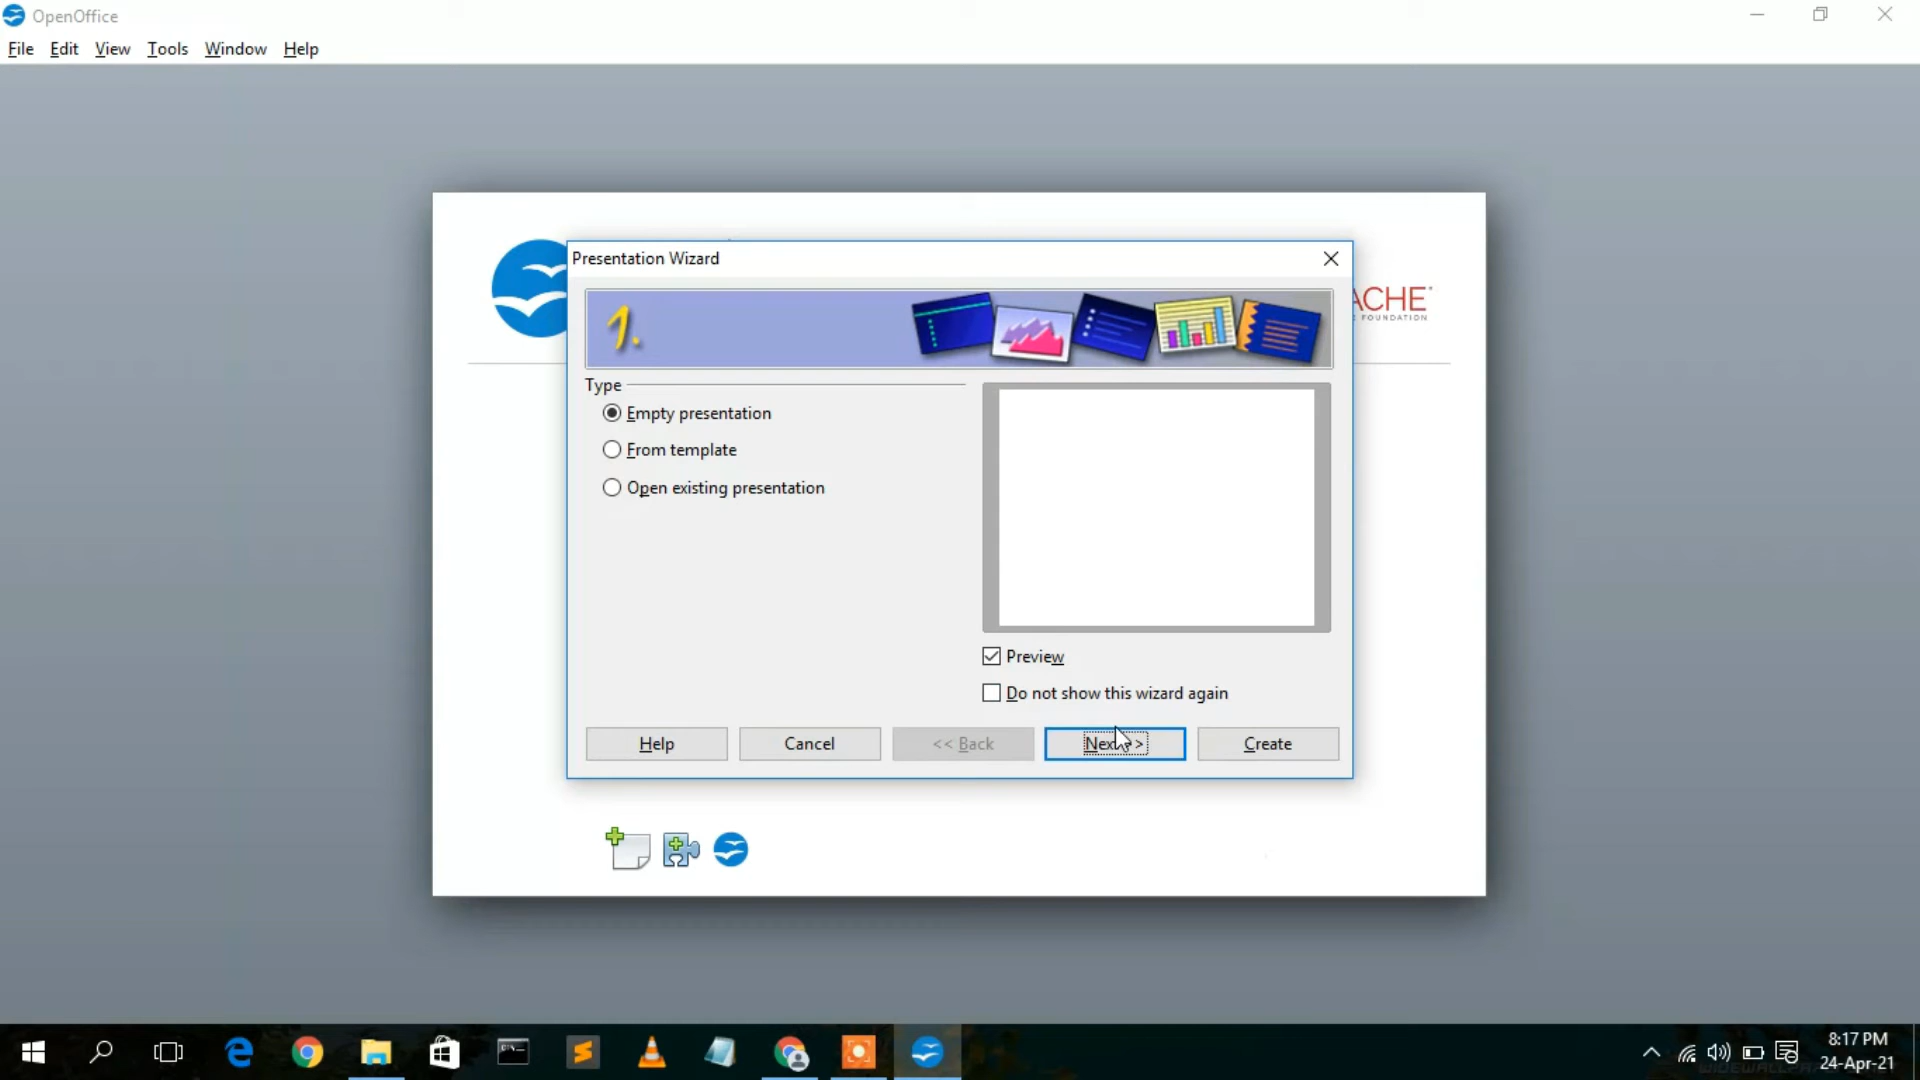 OpenOffice
File Edit View Tools Window Help
Presentation Wizard
1.
ACHE
FOUNDATION
Type
Empty presentation
From template
Open existing presentation
Preview
Do not show this wizard again
Help Cancel << Back Next >> Create
8:17 PM
24-Apr-21